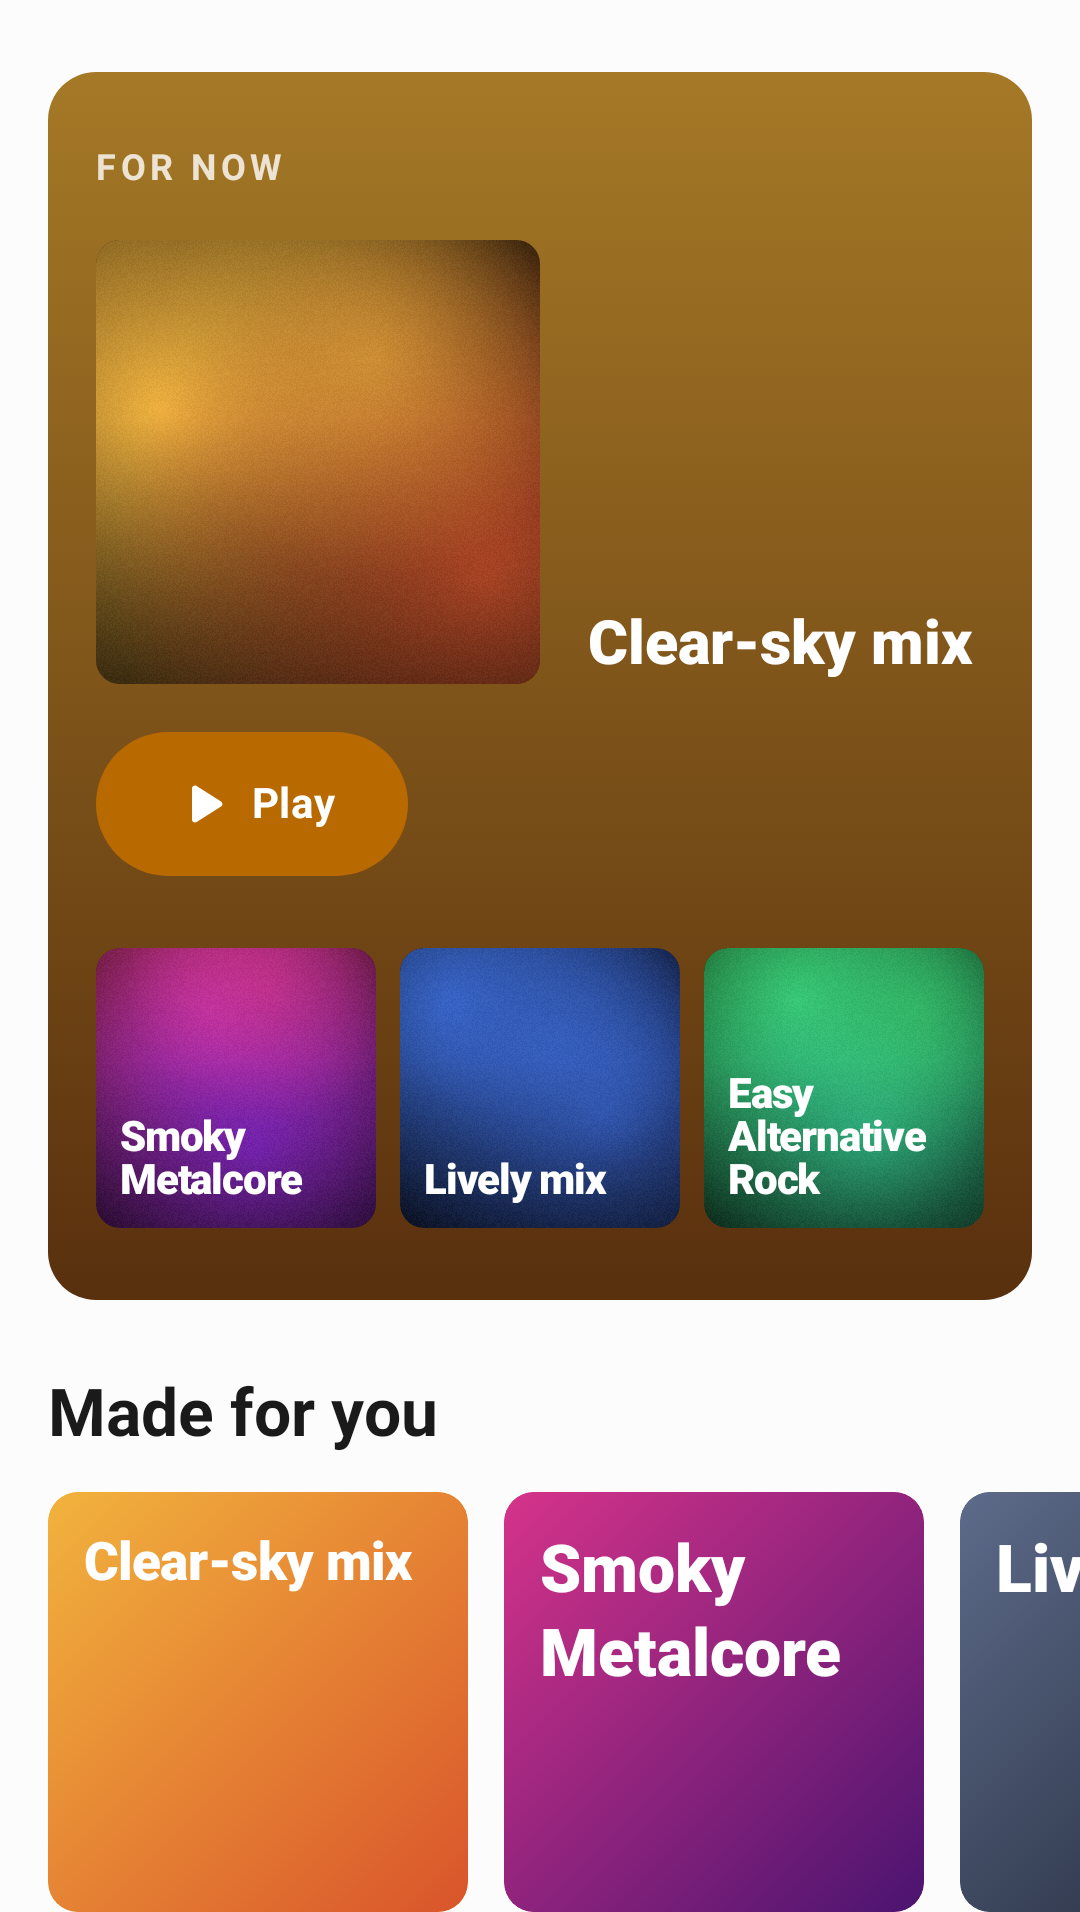 FOR NOW
Clear-sky mix
Play
Smoky
Metalcore
Lively mix
Easy
Alternative
Rock
Made for you
Clear-sky mix
Smoky
Metalcore
Liv